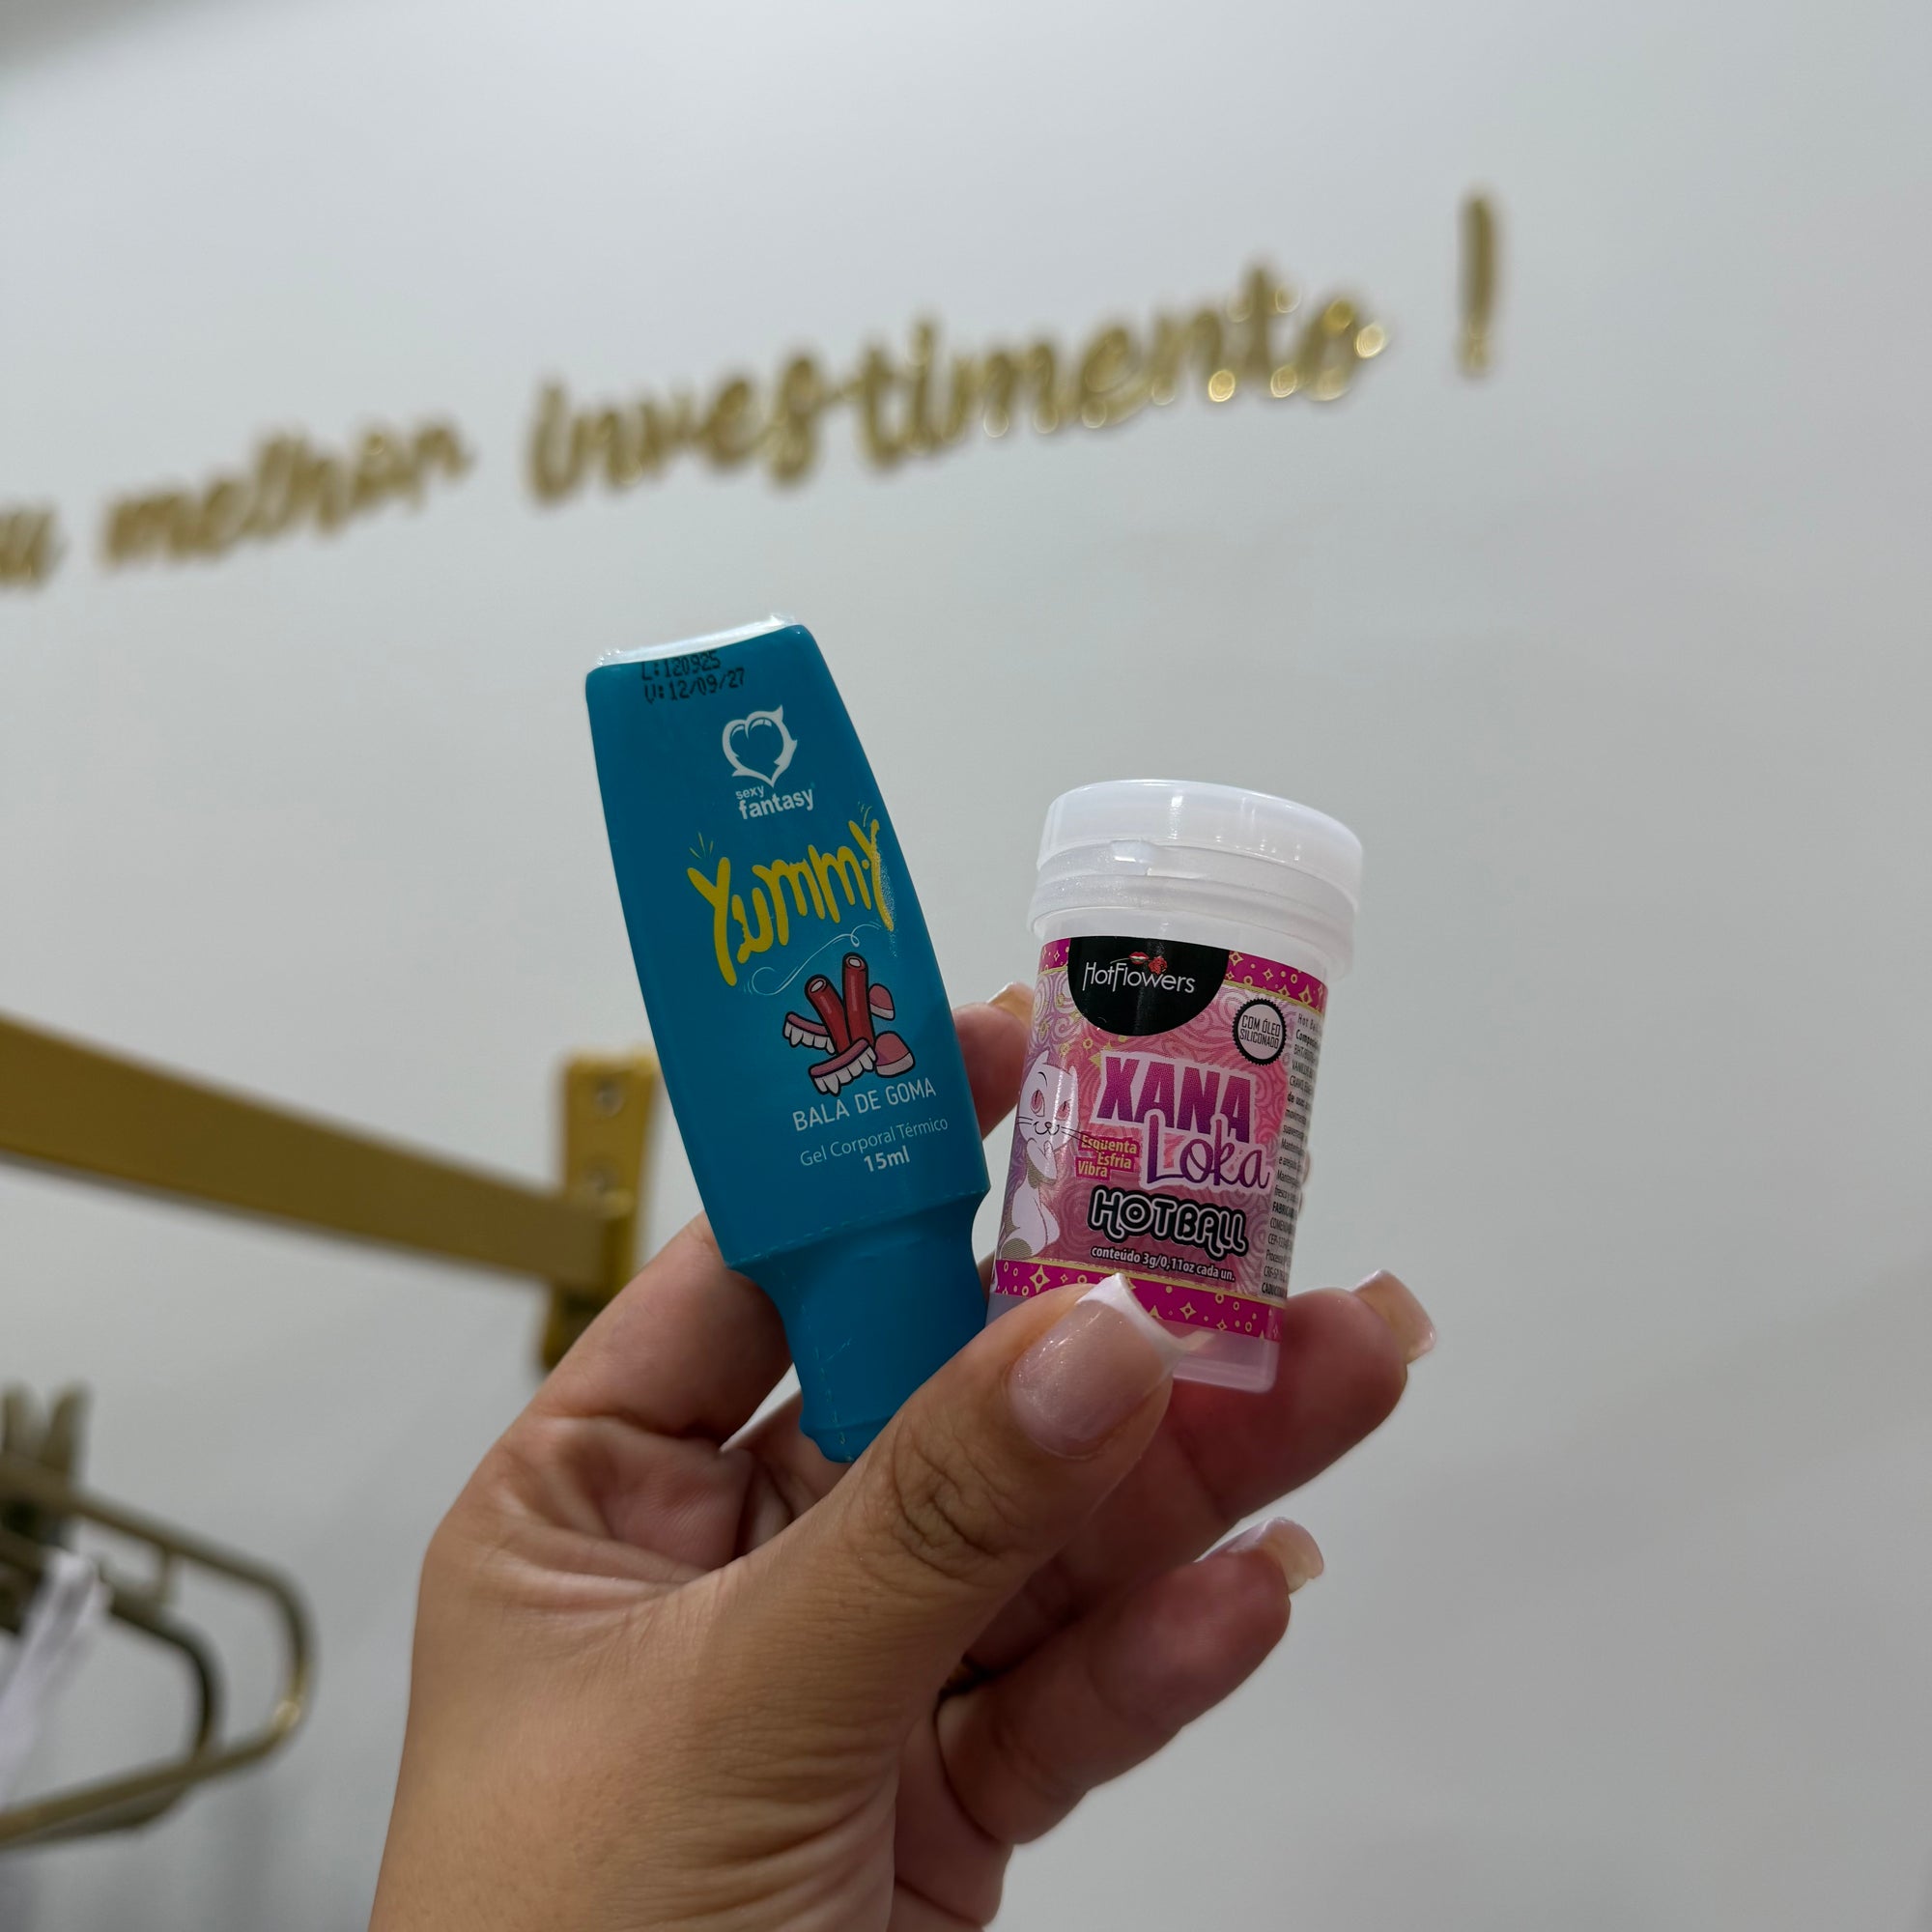 u melhor investimento !
L:120925
V:12/09/27
sexy
fantasy
Yummy
BALA DE GOMA
Gel Corporal Térmico
15ml
HOTFLOWERS
COM ÓLEO
SILICONADO
XANA
Loka
Esquenta
Esfria
Vibra
HOTBALL
conteúdo 3g/0,11oz cada un.